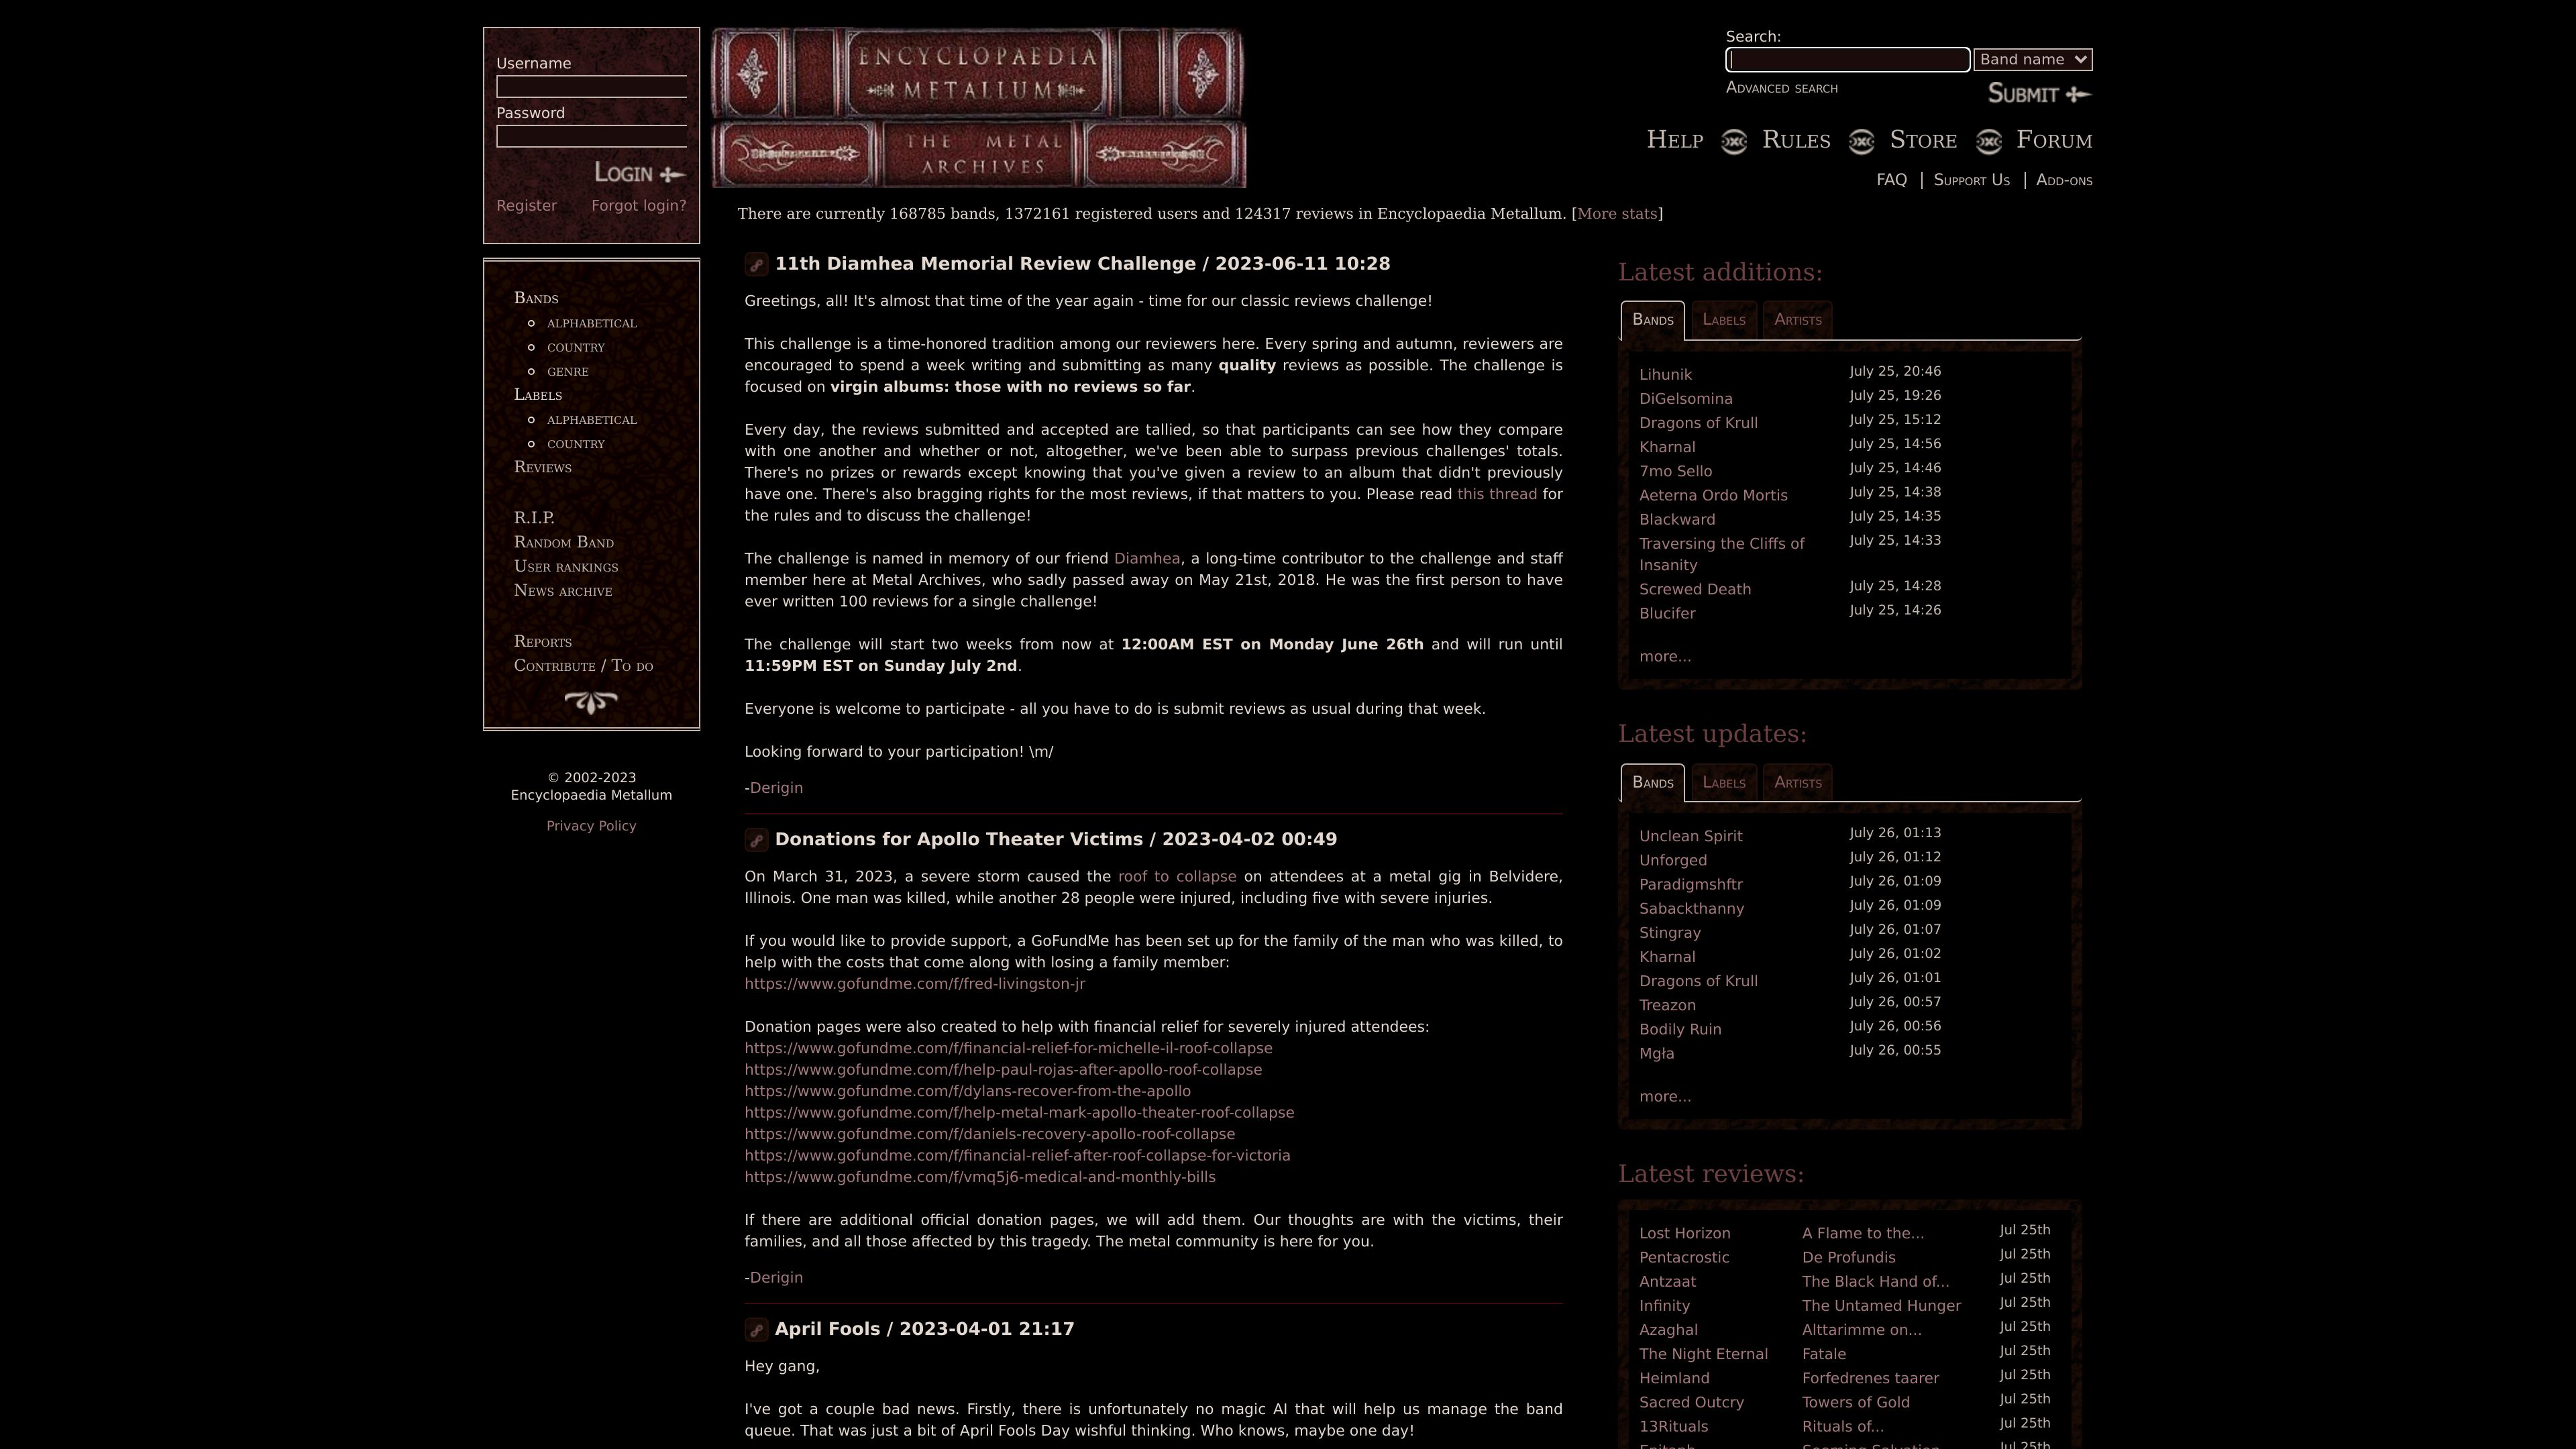 Username
Password
LOGIN
Register Forgot login?
ENCYCLOPAEDIA
METALLUM
THE METAL
ARCHIVES
Search:
Band name
ADVANCED SEARCH
SUBMIT
HELP RULES STORE FORUM
FAQ | SUPPORT US | ADD-ONS
There are currently 168785 bands, 1372161 registered users and 124317 reviews in Encyclopaedia Metallum. [More stats]
BANDS
ALPHABETICAL
COUNTRY
GENRE
LABELS
ALPHABETICAL
COUNTRY
REVIEWS
R.I.P.
RANDOM BAND
USER RANKINGS
NEWS ARCHIVE
REPORTS
CONTRIBUTE / TO DO
© 2002-2023
Encyclopaedia Metallum
Privacy Policy
11th Diamhea Memorial Review Challenge / 2023-06-11 10:28
Greetings, all! It's almost that time of the year again - time for our classic reviews challenge!
This challenge is a time-honored tradition among our reviewers here. Every spring and autumn, reviewers are
encouraged to spend a week writing and submitting as many quality reviews as possible. The challenge is
focused on virgin albums: those with no reviews so far.
Every day, the reviews submitted and accepted are tallied, so that participants can see how they compare
with one another and whether or not, altogether, we've been able to surpass previous challenges' totals.
There's no prizes or rewards except knowing that you've given a review to an album that didn't previously
have one. There's also bragging rights for the most reviews, if that matters to you. Please read this thread for
the rules and to discuss the challenge!
The challenge is named in memory of our friend Diamhea, a long-time contributor to the challenge and staff
member here at Metal Archives, who sadly passed away on May 21st, 2018. He was the first person to have
ever written 100 reviews for a single challenge!
The challenge will start two weeks from now at 12:00AM EST on Monday June 26th and will run until
11:59PM EST on Sunday July 2nd.
Everyone is welcome to participate - all you have to do is submit reviews as usual during that week.
Looking forward to your participation! \m/
-Derigin
Donations for Apollo Theater Victims / 2023-04-02 00:49
On March 31, 2023, a severe storm caused the roof to collapse on attendees at a metal gig in Belvidere,
Illinois. One man was killed, while another 28 people were injured, including five with severe injuries.
If you would like to provide support, a GoFundMe has been set up for the family of the man who was killed, to
help with the costs that come along with losing a family member:
https://www.gofundme.com/f/fred-livingston-jr
Donation pages were also created to help with financial relief for severely injured attendees:
https://www.gofundme.com/f/financial-relief-for-michelle-il-roof-collapse
https://www.gofundme.com/f/help-paul-rojas-after-apollo-roof-collapse
https://www.gofundme.com/f/dylans-recover-from-the-apollo
https://www.gofundme.com/f/help-metal-mark-apollo-theater-roof-collapse
https://www.gofundme.com/f/daniels-recovery-apollo-roof-collapse
https://www.gofundme.com/f/financial-relief-after-roof-collapse-for-victoria
https://www.gofundme.com/f/vmq5j6-medical-and-monthly-bills
If there are additional official donation pages, we will add them. Our thoughts are with the victims, their
families, and all those affected by this tragedy. The metal community is here for you.
-Derigin
April Fools / 2023-04-01 21:17
Hey gang,
I've got a couple bad news. Firstly, there is unfortunately no magic AI that will help us manage the band
queue. That was just a bit of April Fools Day wishful thinking. Who knows, maybe one day!
Latest additions:
BANDS LABELS ARTISTS
Lihunik July 25, 20:46
DiGelsomina July 25, 19:26
Dragons of Krull July 25, 15:12
Kharnal July 25, 14:56
7mo Sello July 25, 14:46
Aeterna Ordo Mortis July 25, 14:38
Blackward July 25, 14:35
Traversing the Cliffs of July 25, 14:33
Insanity
Screwed Death July 25, 14:28
Blucifer July 25, 14:26
more...
Latest updates:
BANDS LABELS ARTISTS
Unclean Spirit July 26, 01:13
Unforged July 26, 01:12
Paradigmshftr July 26, 01:09
Sabackthanny July 26, 01:09
Stingray July 26, 01:07
Kharnal July 26, 01:02
Dragons of Krull July 26, 01:01
Treazon July 26, 00:57
Bodily Ruin July 26, 00:56
Mgła July 26, 00:55
more...
Latest reviews:
Lost Horizon A Flame to the... Jul 25th
Pentacrostic De Profundis Jul 25th
Antzaat The Black Hand of... Jul 25th
Infinity The Untamed Hunger Jul 25th
Azaghal Alttarimme on... Jul 25th
The Night Eternal Fatale Jul 25th
Heimland Forfedrenes taarer Jul 25th
Sacred Outcry Towers of Gold Jul 25th
13Rituals Rituals of... Jul 25th